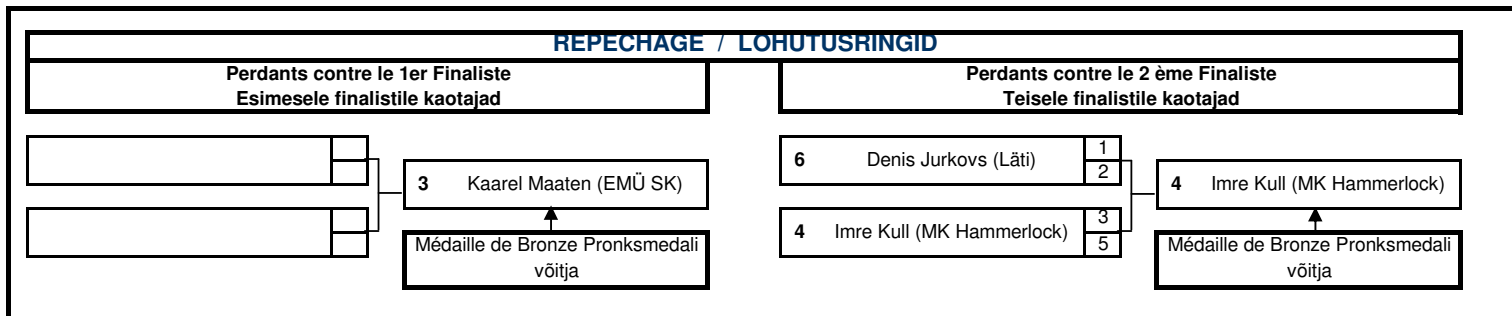 REPECHAGE / LOHUTUSRINGID
Perdants contre le 1er Finaliste
Esimesele finalistile kaotajad
Perdants contre le 2 ème Finaliste
Teisele finalistile kaotajad
3 Kaarel Maaten (EMÜ SK)
Médaille de Bronze Pronksmedali
võitja
6 Denis Jurkovs (Läti)
1
2
4 Imre Kull (MK Hammerlock)
3
5
4 Imre Kull (MK Hammerlock)
Médaille de Bronze Pronksmedali
võitja